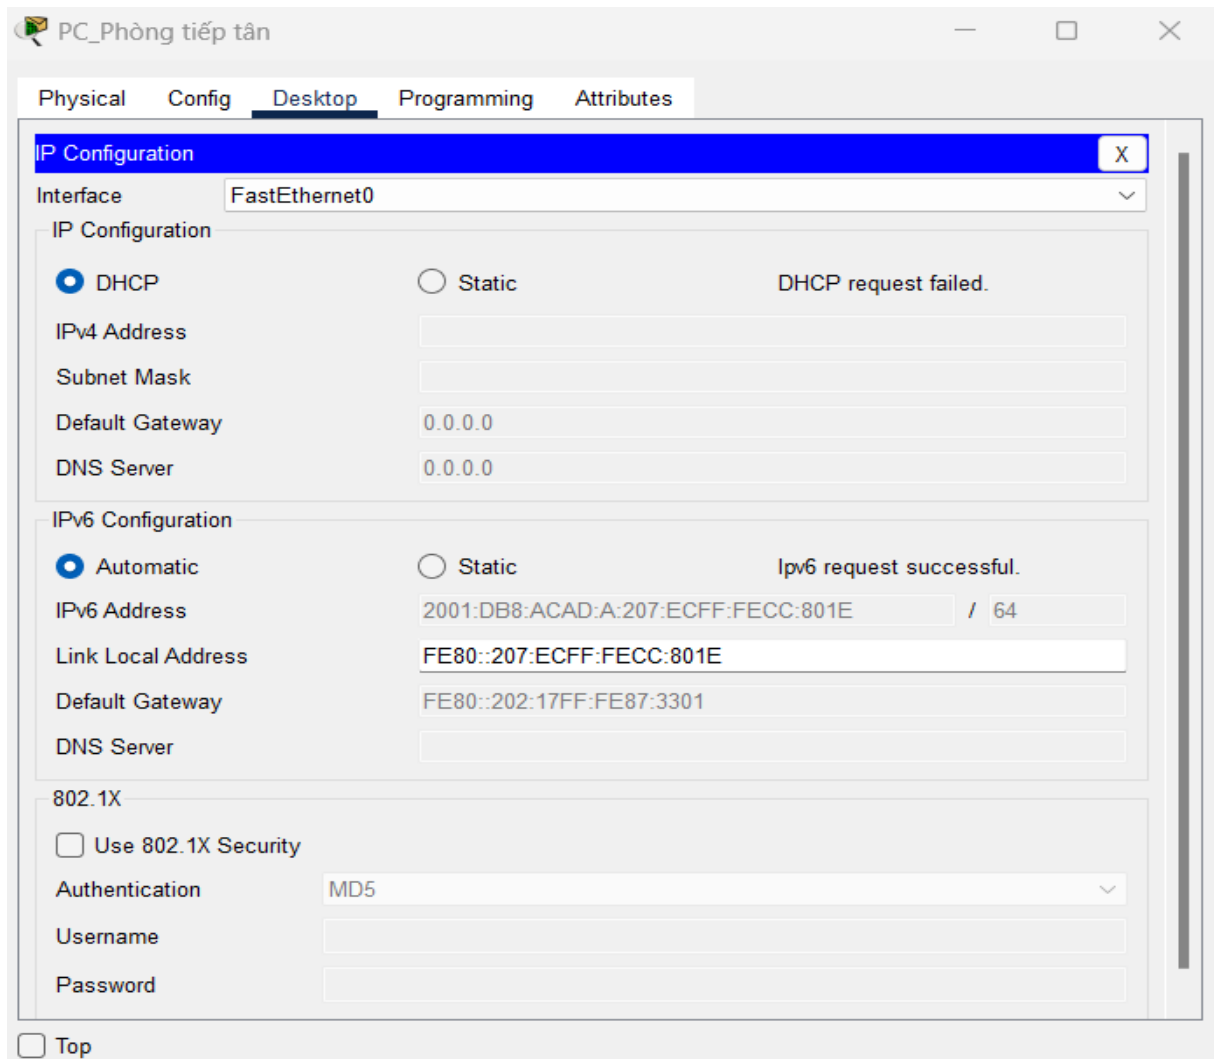 PC_Phòng tiếp tân
Physical Config Desktop Programming Attributes
IP Configuration X
Interface FastEthernet0
IP Configuration
DHCP Static DHCP request failed.
IPv4 Address
Subnet Mask
Default Gateway 0.0.0.0
DNS Server 0.0.0.0
IPv6 Configuration
Automatic Static Ipv6 request successful.
IPv6 Address 2001:DB8:ACAD:A:207:ECFF:FECC:801E / 64
Link Local Address FE80::207:ECFF:FECC:801E
Default Gateway FE80::202:17FF:FE87:3301
DNS Server
802.1X
Use 802.1X Security
Authentication MD5
Username
Password
Top